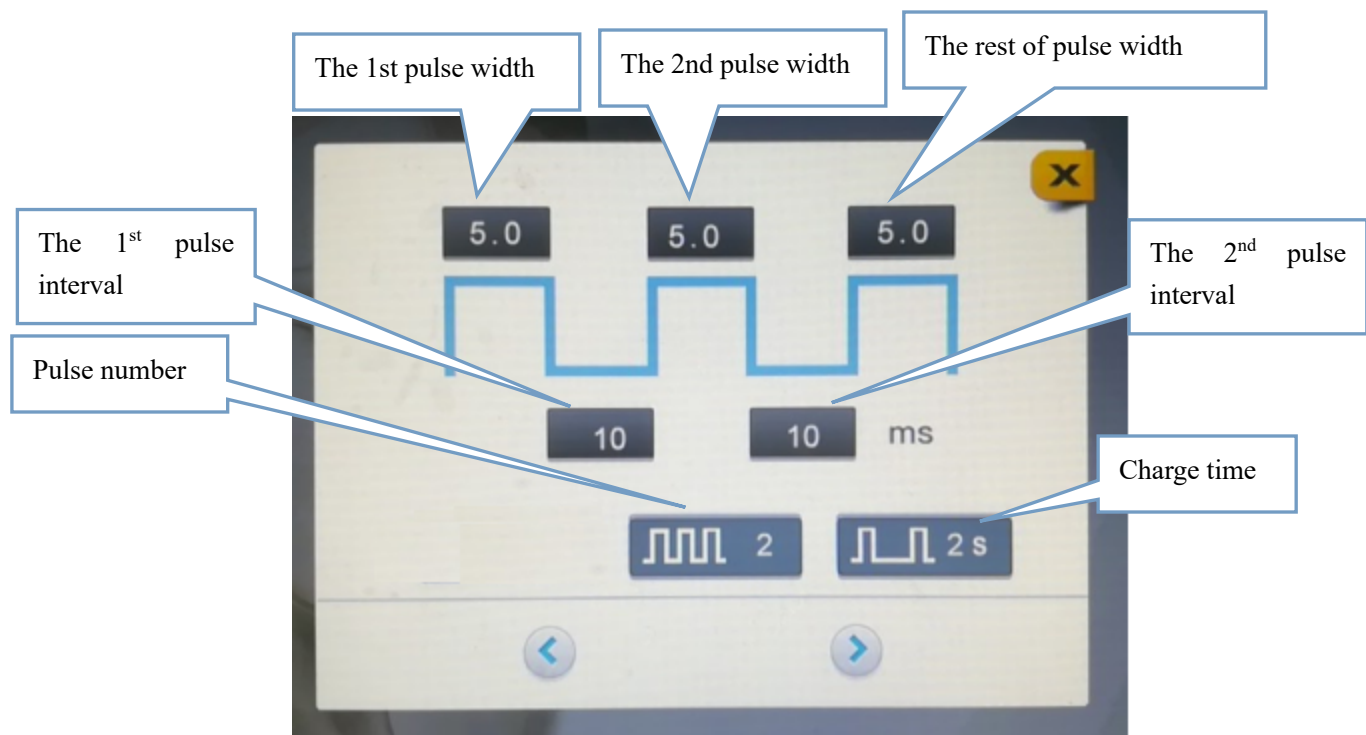 The 1st pulse width
The 2nd pulse width
The rest of pulse width
X
5.0
5.0
5.0
The 1st pulse
interval
The 2nd pulse
interval
Pulse number
10
10
ms
Charge time
2
2 s